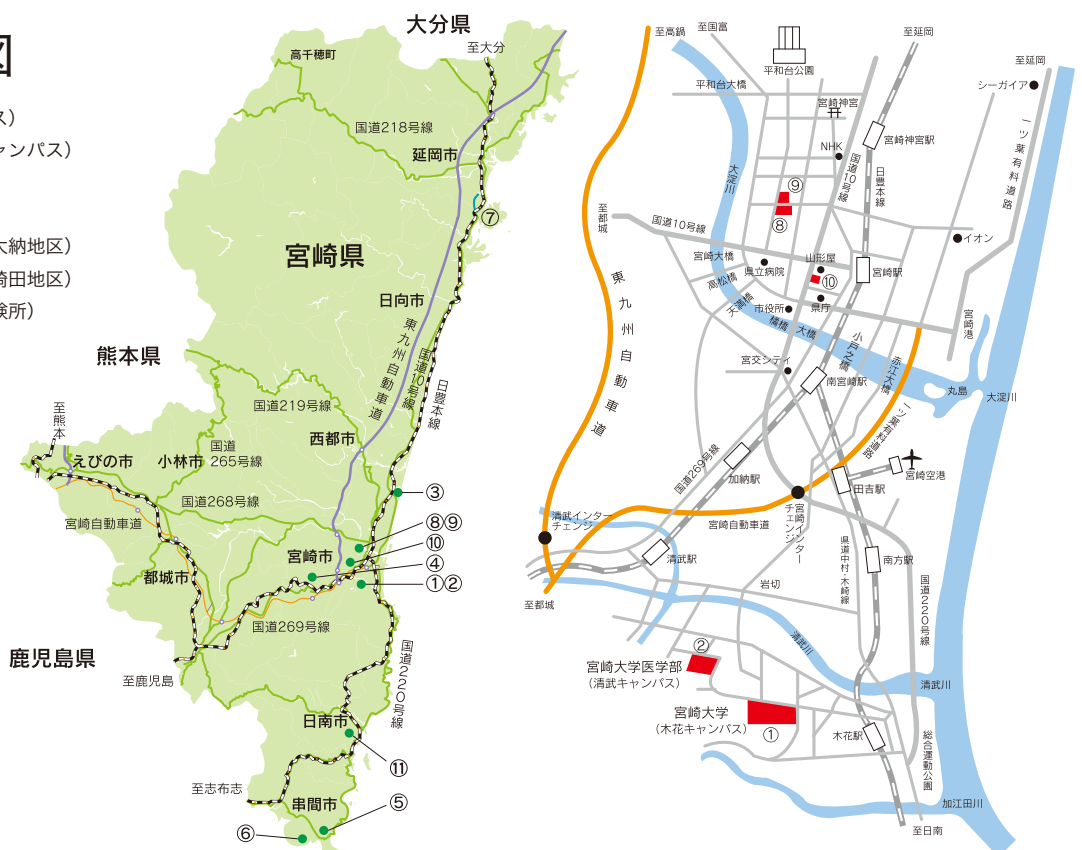 図
ス)
ャンパス)
大納地区)
崎田地区)
験所)
大分県
至大分
高千穂町
国道218号線
延岡市
⑦
宮崎県
日向市
東九州自動車道
国道10号線
日豊本線
熊本県
至熊本
国道219号線
西都市
国道
265号線
えびの市
小林市
国道268号線
③
宮崎自動車道
⑧⑨
⑩
宮崎市
④
①②
都城市
国道269号線
鹿児島県
至鹿児島
国道220号線
日南市
⑪
至志布志
串間市
⑤
⑥
至高鍋
至国富
平和台公園
至延岡
至延岡
シーガイア
平和台大橋
宮崎神宮
一ツ葉有料道路
宮崎神宮駅
NHK
国道10号線
日豊本線
大淀川
⑨
⑧
至都城
国道10号線
イオン
宮崎大橋
県立病院
山形屋
⑩
宮崎駅
高松橋
天満橋
市役所
県庁
橘橋
大橋
小戸之橋
宮崎港
東九州自動車道
宮交シティ
南宮崎駅
赤江大橋
丸島
大淀川
一ツ葉有料道路
国道269号線
加納駅
田吉駅
宮崎空港
清武インター
チェンジ
宮崎自動車道
宮崎インター
チェンジ
清武駅
県道中村・木崎線
南方駅
岩切
国道220号線
至都城
清武川
②
宮崎大学医学部
(清武キャンパス)
清武川
宮崎大学
(木花キャンパス)
①
木花駅
総合運動公園
加江田川
至日南